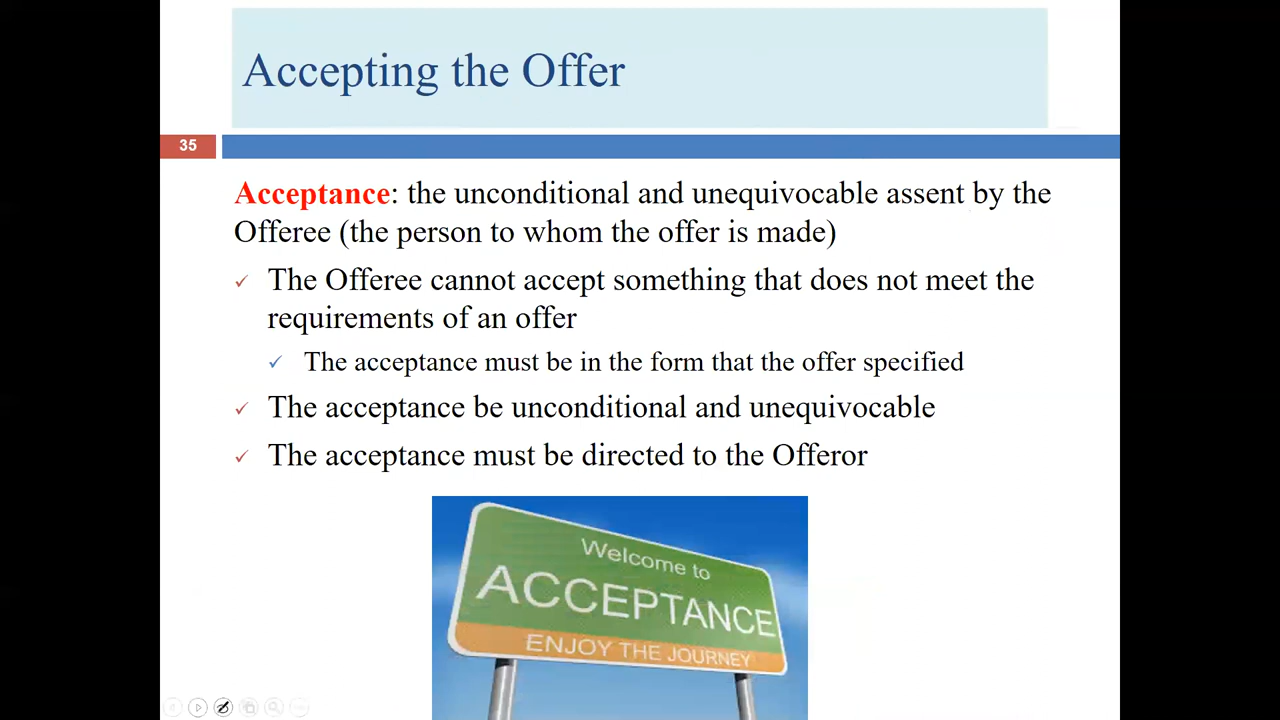 Accepting the Offer
35
Acceptance: the unconditional and unequivocable assent by the
Offeree (the person to whom the offer is made)
The Offeree cannot accept something that does not meet the
requirements of an offer
The acceptance must be in the form that the offer specified
The acceptance be unconditional and unequivocable
The acceptance must be directed to the Offeror
Welcome to
ACCEPTANCE
ENJOY THE JOURNEY